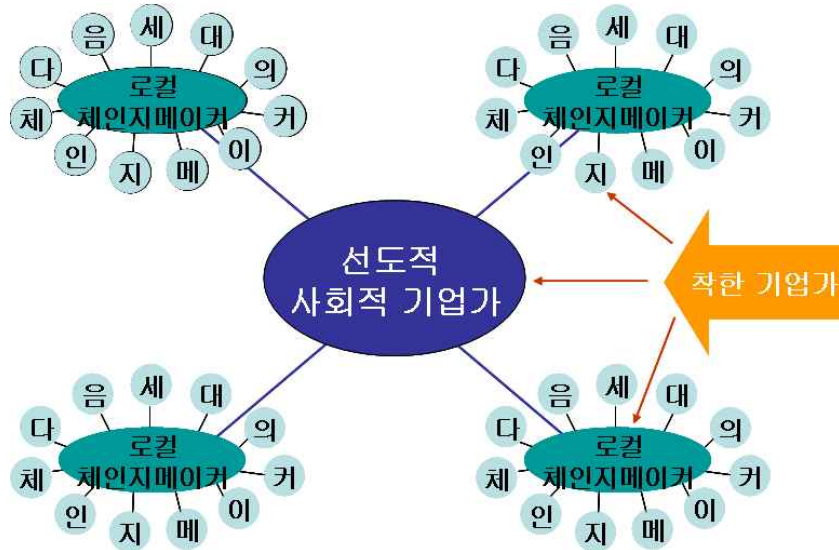 다 음 세 대 의
로컬
체인지메이커
체 인 지 메 이 커
다 음 세 대 의
로컬
체인지메이커
체 인 지 메 이 커
선도적
사회적 기업가
착한 기업가
다 음 세 대 의
로컬
체인지메이커
체 인 지 메 이 커
다 음 세 대 의
로컬
체인지메이커
체 인 지 메 이 커